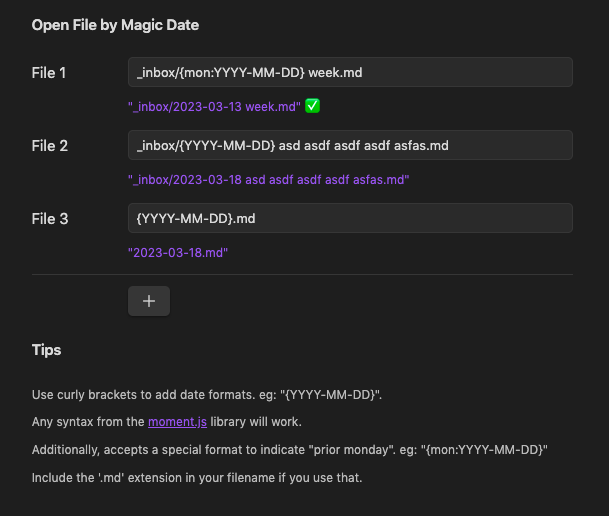 Open File by Magic Date
File 1
_inbox/{mon:YYYY-MM-DD} week.md
"_inbox/2023-03-13 week.md" ✅
File 2
_inbox/{YYYY-MM-DD} asd asdf asdf asdf asfas.md
"_inbox/2023-03-18 asd asdf asdf asdf asfas.md"
File 3
{YYYY-MM-DD}.md
"2023-03-18.md"
+
Tips
Use curly brackets to add date formats. eg: "{YYYY-MM-DD}".
Any syntax from the moment.js library will work.
Additionally, accepts a special format to indicate "prior monday". eg: "{mon:YYYY-MM-DD}"
Include the '.md' extension in your filename if you use that.